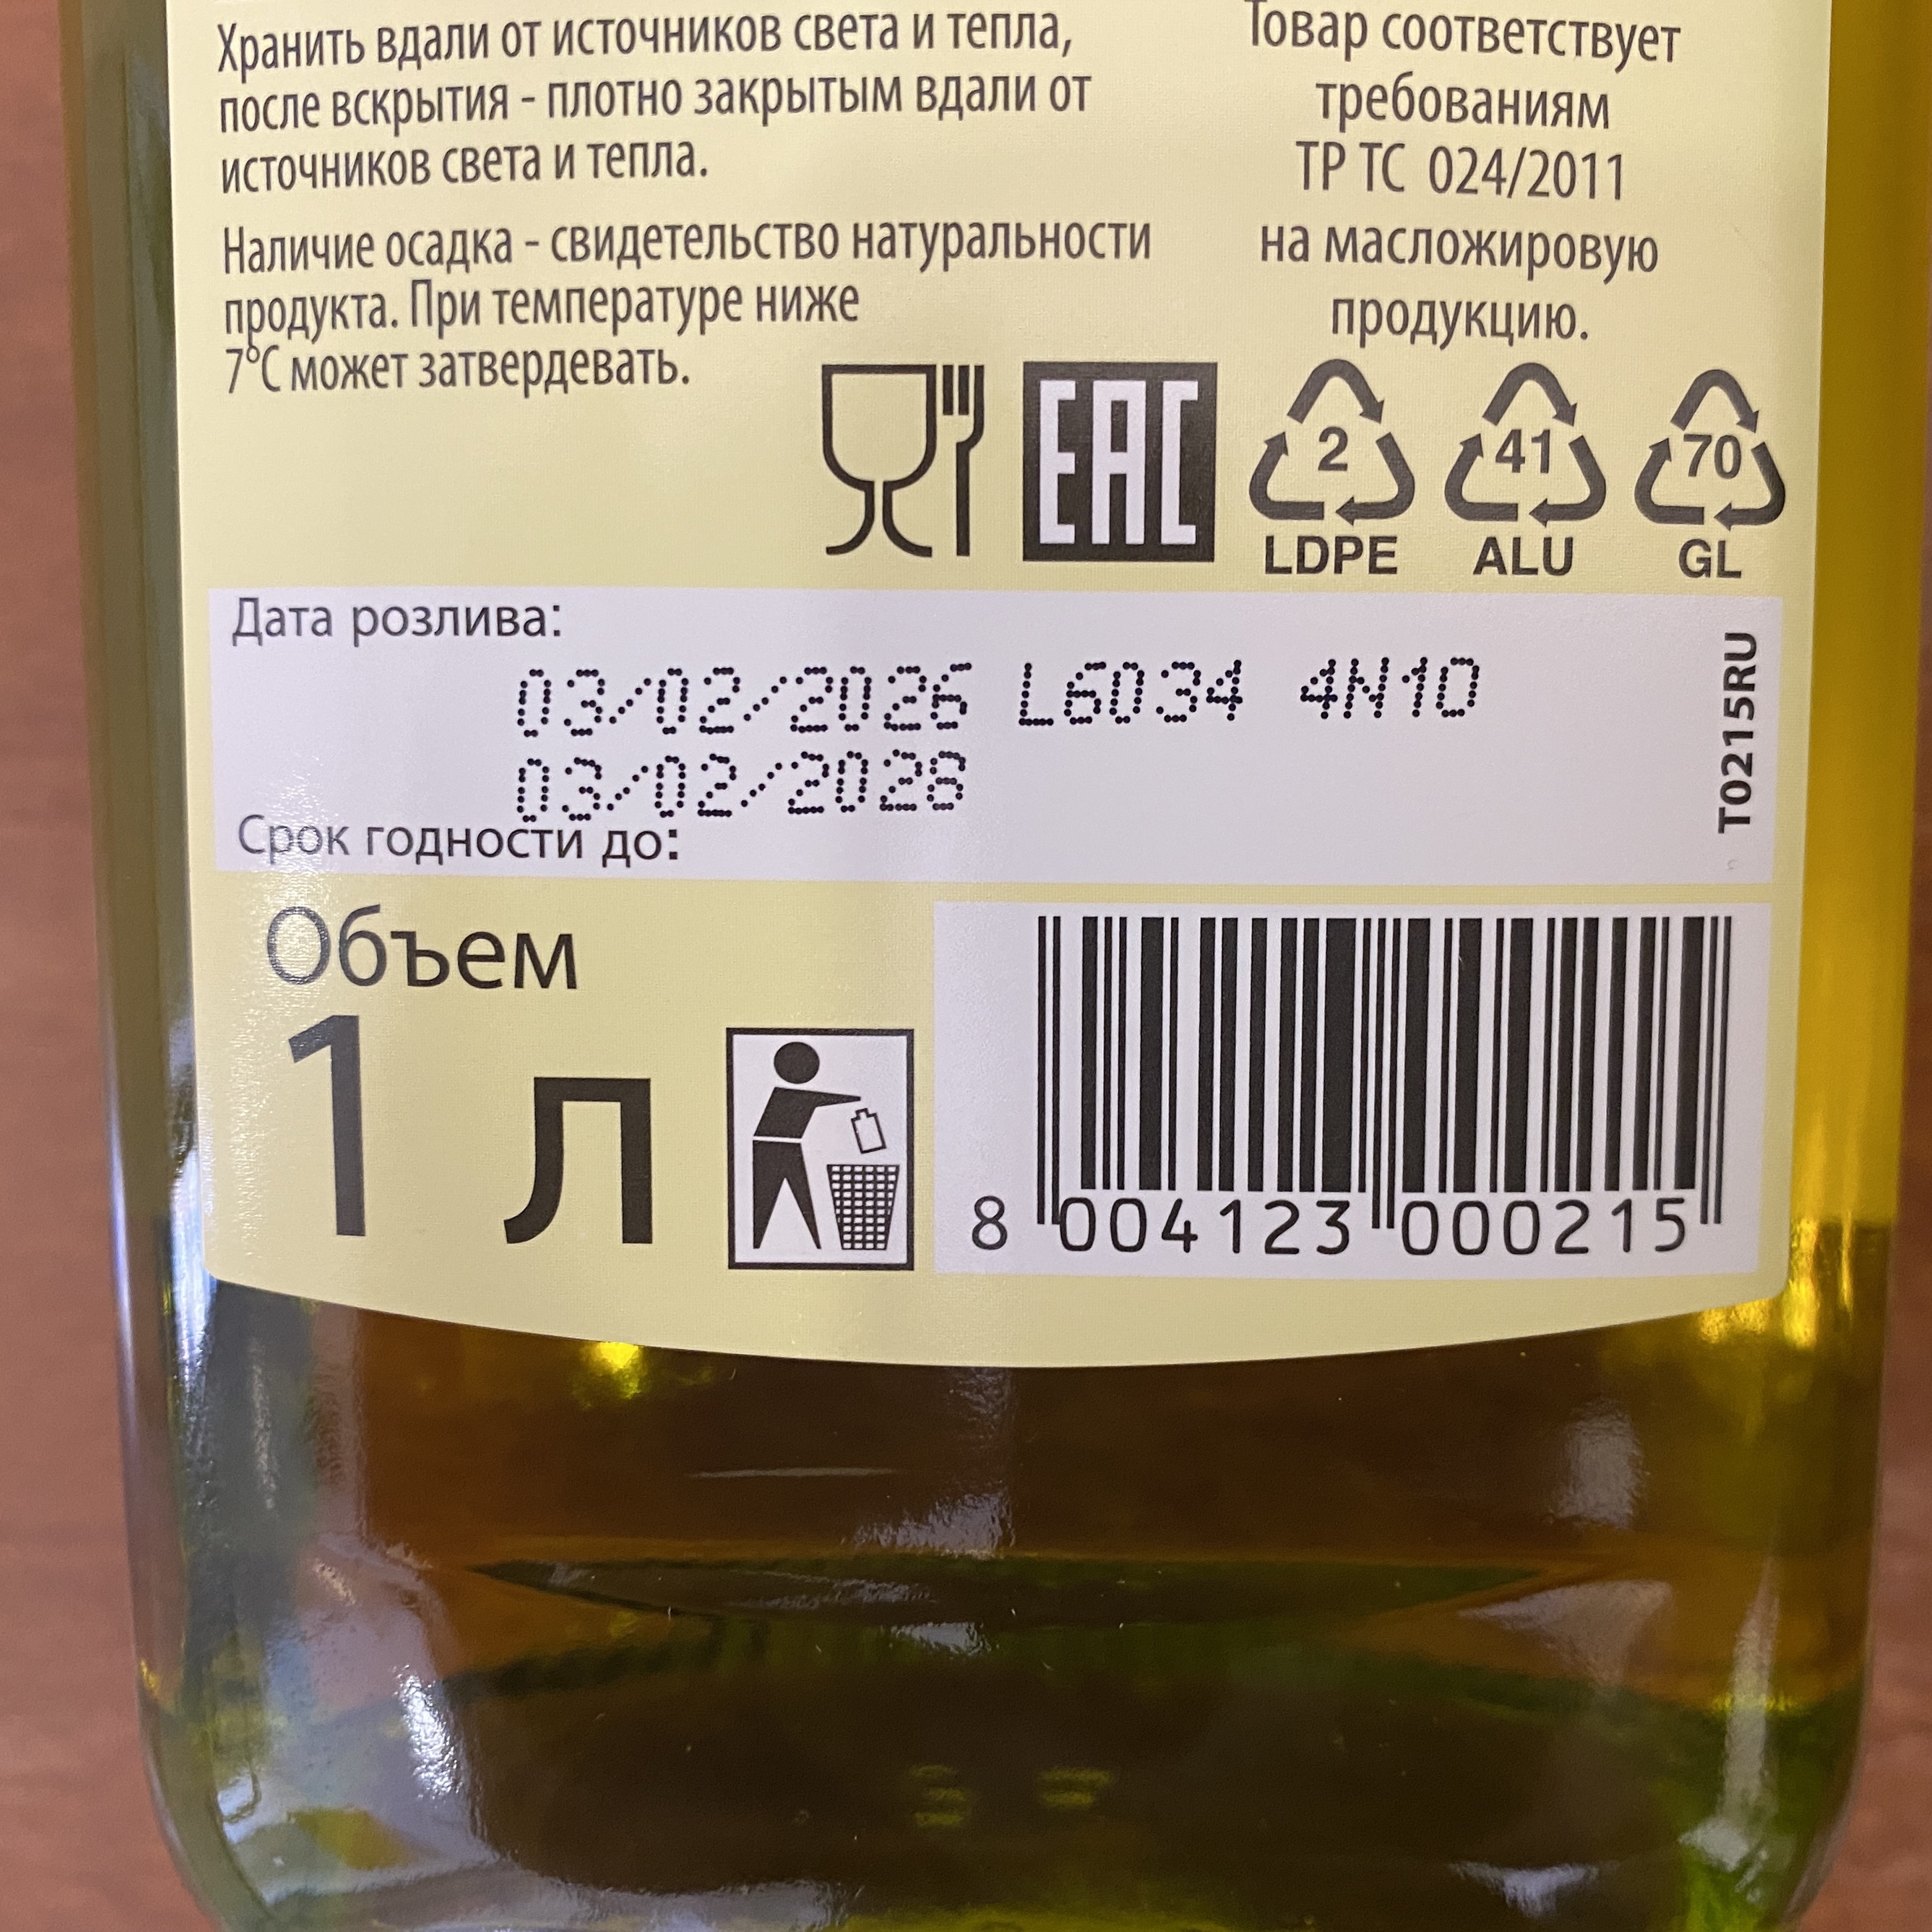 Хранить вдали от источников света и тепла,
после вскрытия - плотно закрытым вдали от
источников света и тепла.
Наличие осадка - свидетельство натуральности
продукта. При температуре ниже
7°C может затвердевать.
Товар соответствует
требованиям
ТР ТС 024/2011
на масложировую
продукцию.
EAC
2
LDPE
41
ALU
70
GL
Дата розлива:
03/02/2026 L6034 4N10
03/02/2028
Срок годности до:
T0215RU
Объем
1 л
8 004123 000215